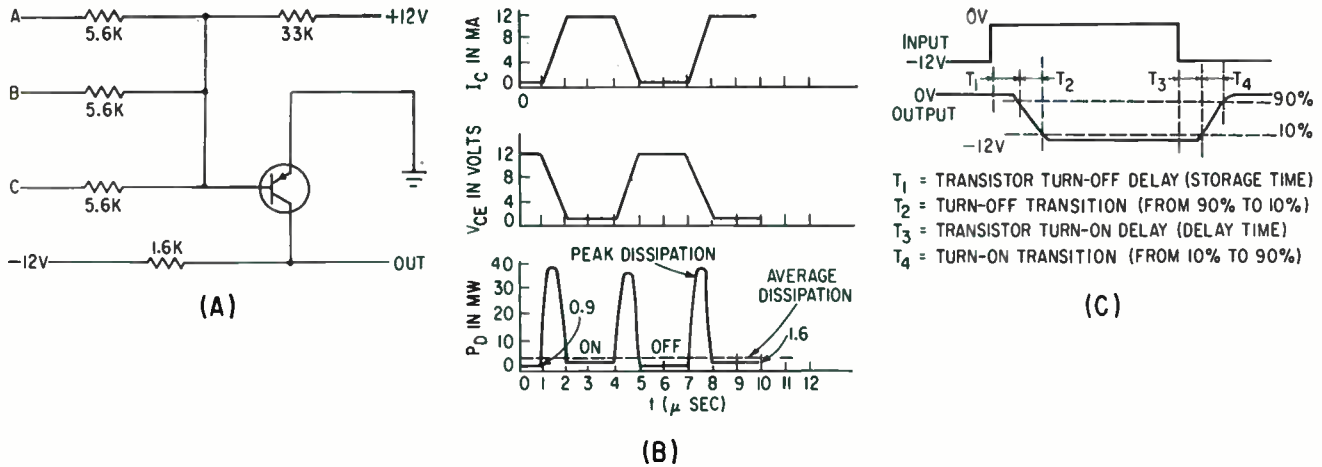 A
5.6K
33K
+12V
B
5.6K
C
5.6K
-12V
1.6K
OUT
(A)
I_C IN MA
12
8
4
0
0
V_CE IN VOLTS
12
8
4
0
P_D IN MW
40
30
20
10
0
PEAK DISSIPATION
AVERAGE
DISSIPATION
0.9
ON
OFF
1.6
0 1 2 3 4 5 6 7 8 9 10 11 12
t (μ SEC)
(B)
0V
INPUT
-12V
T1
T2
T3
T4
0V
OUTPUT
-12V
90%
10%
T1 = TRANSISTOR TURN-OFF DELAY (STORAGE TIME)
T2 = TURN-OFF TRANSITION (FROM 90% TO 10%)
T3 = TRANSISTOR TURN-ON DELAY (DELAY TIME)
T4 = TURN-ON TRANSITION (FROM 10% TO 90%)
(C)